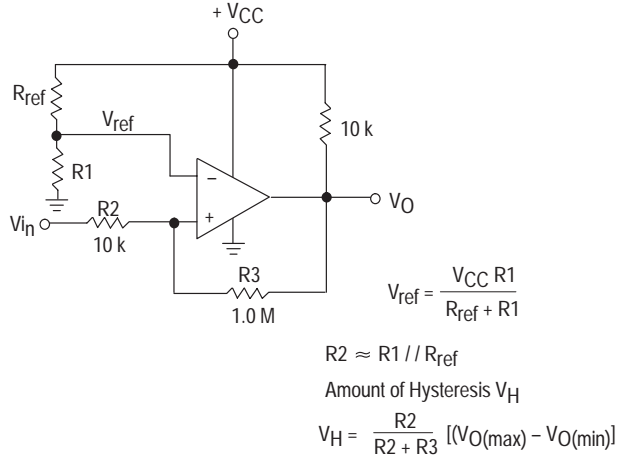 + VCC
Rref
Vref
R1
10 k
–
+
Vin
R2
10 k
VO
R3
1.0 M
Vref = VCC R1 / Rref + R1
R2 ≈ R1 // Rref
Amount of Hysteresis VH
VH = R2 / R2 + R3 [(VO(max) – VO(min)]